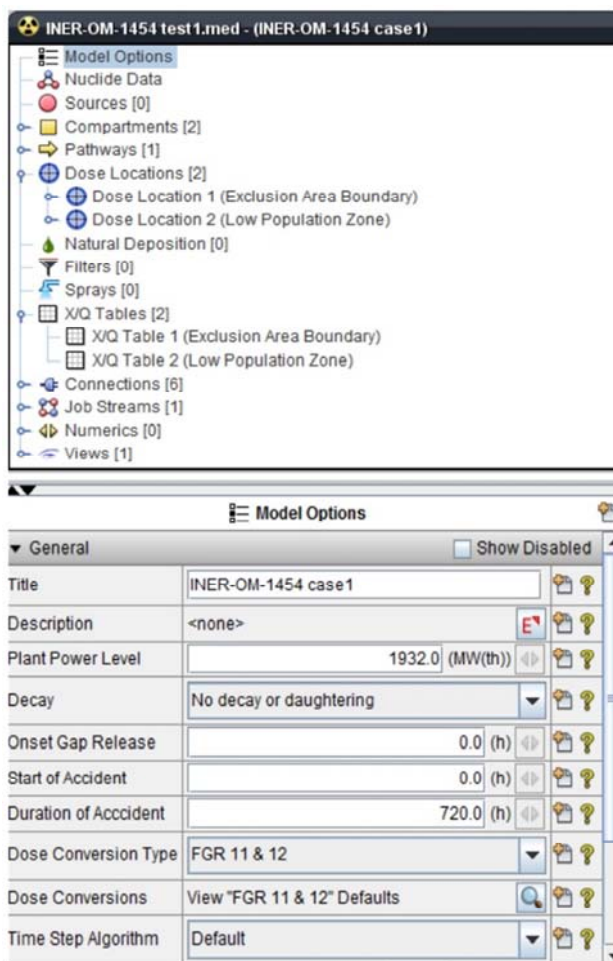 INER-OM-1454 test1.med - (INER-OM-1454 case1)
Model Options
Nuclide Data
Sources [0]
Compartments [2]
Pathways [1]
Dose Locations [2]
Dose Location 1 (Exclusion Area Boundary)
Dose Location 2 (Low Population Zone)
Natural Deposition [0]
Filters [0]
Sprays [0]
X/Q Tables [2]
X/Q Table 1 (Exclusion Area Boundary)
X/Q Table 2 (Low Population Zone)
Connections [6]
Job Streams [1]
Numerics [0]
Views [1]
Model Options
General Show Disabled
Title INER-OM-1454 case1
Description <none> E
Plant Power Level 1932.0 (MW(th))
Decay No decay or daughtering
Onset Gap Release 0.0 (h)
Start of Accident 0.0 (h)
Duration of Acccident 720.0 (h)
Dose Conversion Type FGR 11 & 12
Dose Conversions View "FGR 11 & 12" Defaults
Time Step Algorithm Default